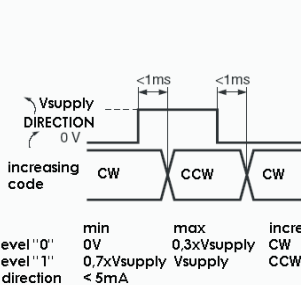 <1ms <1ms
Vsupply
DIRECTION
0 V
increasing code CW CCW CW
min max incre
evel "0" 0V 0,3xVsupply CW
evel "1" 0,7xVsupply Vsupply CCW
direction < 5mA